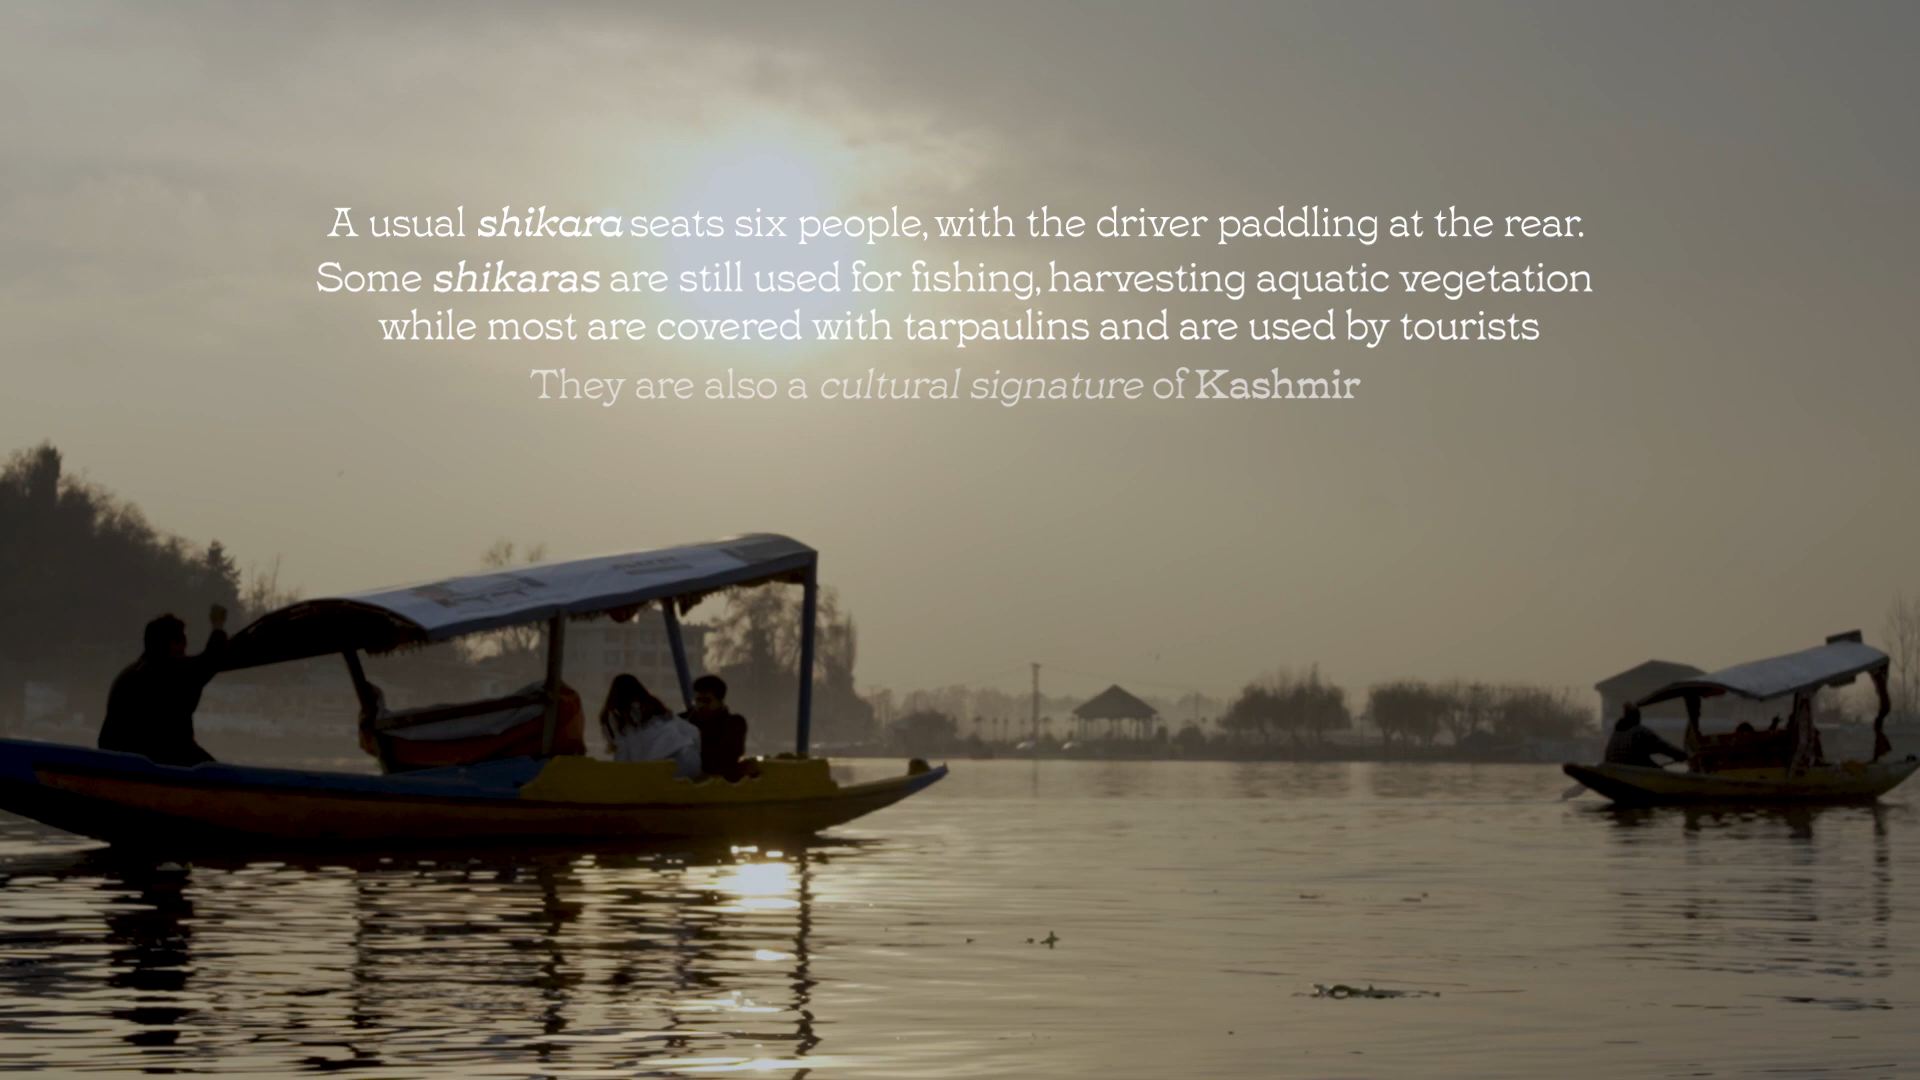 A usual shikara seats six people, with the driver paddling at the rear.
Some shikaras are still used for fishing, harvesting aquatic vegetation
while most are covered with tarpaulins and are used by tourists
They are also a cultural signature of Kashmir